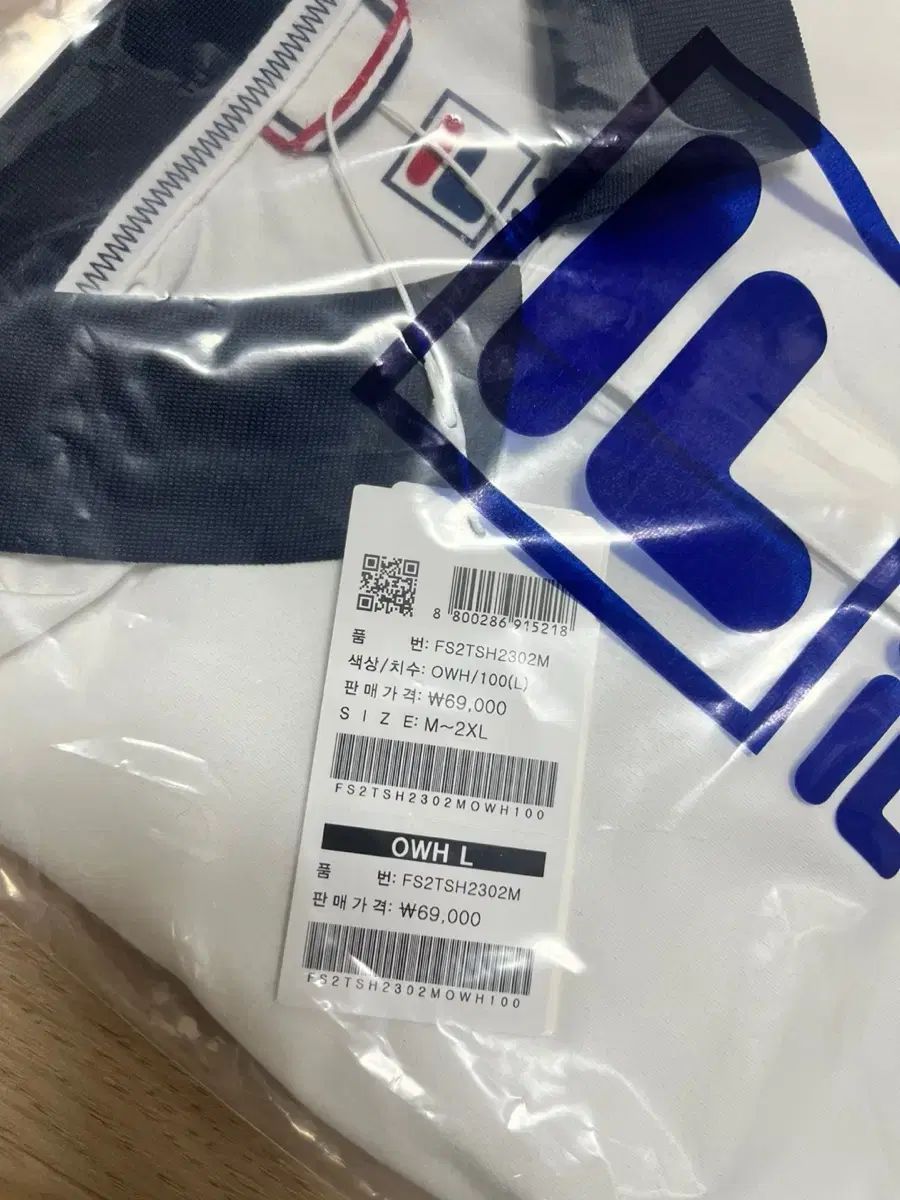 8 800286 915218
품 번: FS2TSH2302M
색상/치수: OWH/100(L)
판매가격: ₩69,000
SIZE: M~2XL
FS2TSH2302MOWH100
OWH L
품 번: FS2TSH2302M
판매가격: ₩69,000
FS2TSH2302MOWH100